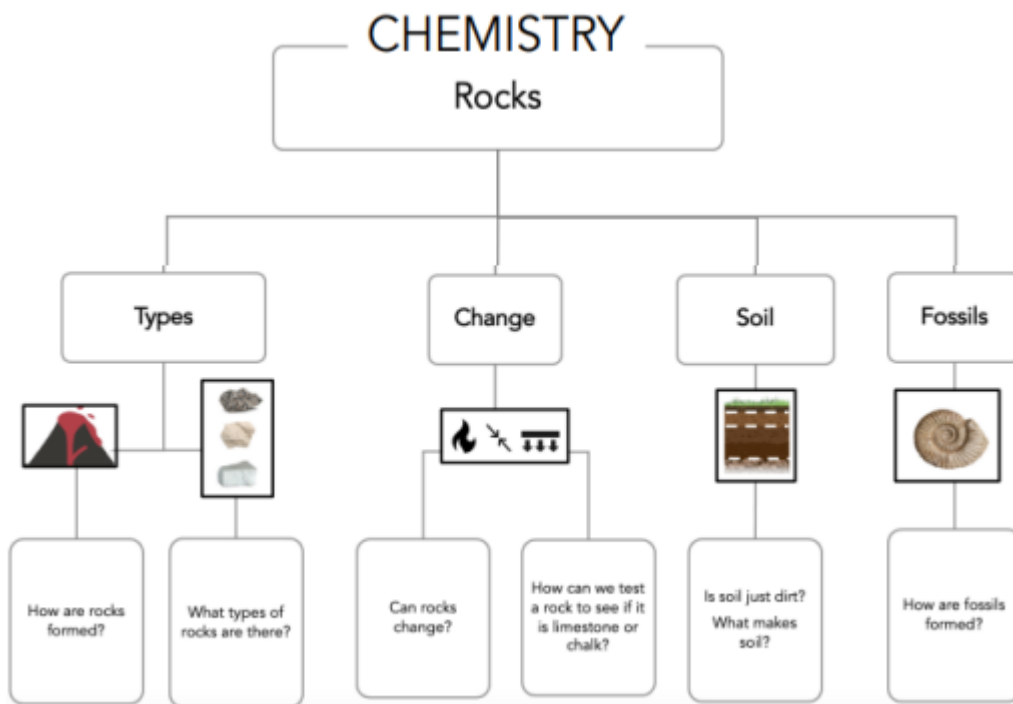 CHEMISTRY
Rocks
Types
Change
Soil
Fossils
How are rocks
formed?
What types of
rocks are there?
Can rocks
change?
How can we test
a rock to see if it
is limestone or
chalk?
Is soil just dirt?
What makes
soil?
How are fossils
formed?